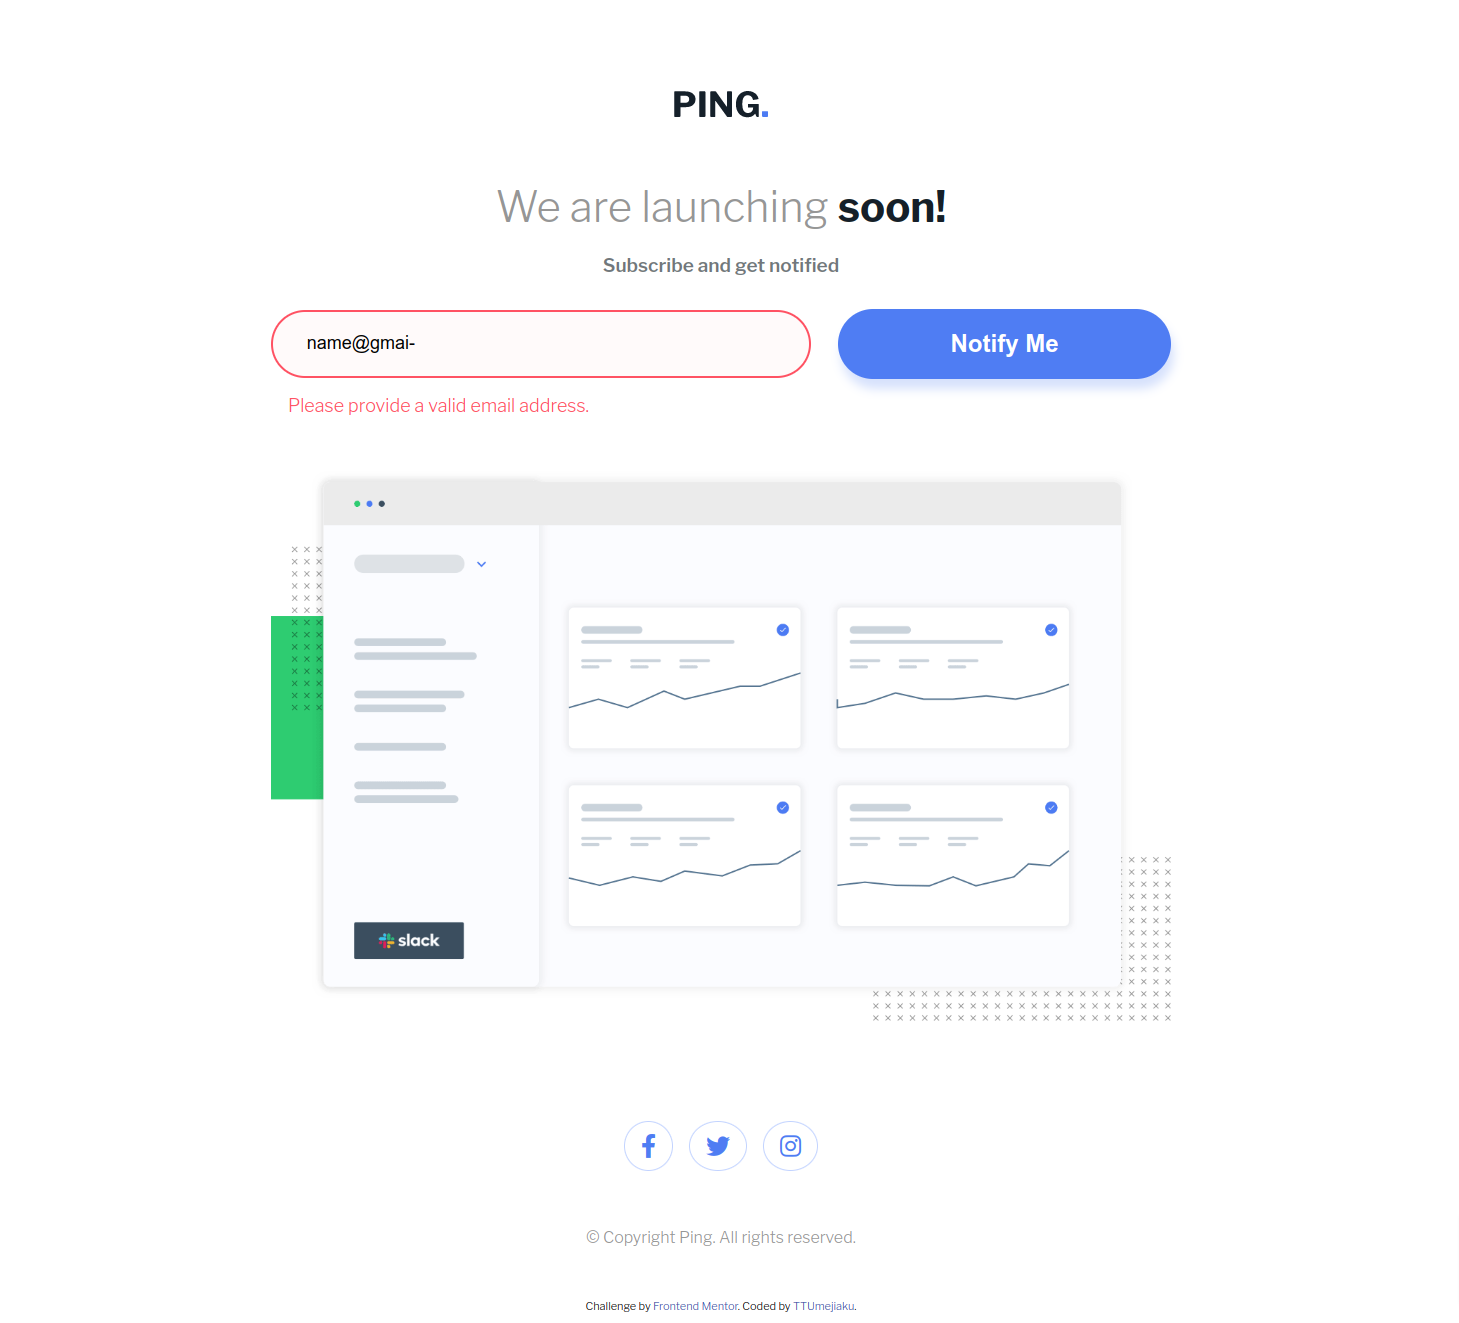 PING.
We are launching soon!
Subscribe and get notified
name@gmai-
Notify Me
Please provide a valid email address.
slack
© Copyright Ping. All rights reserved.
Challenge by Frontend Mentor. Coded by TTUmejiaku.